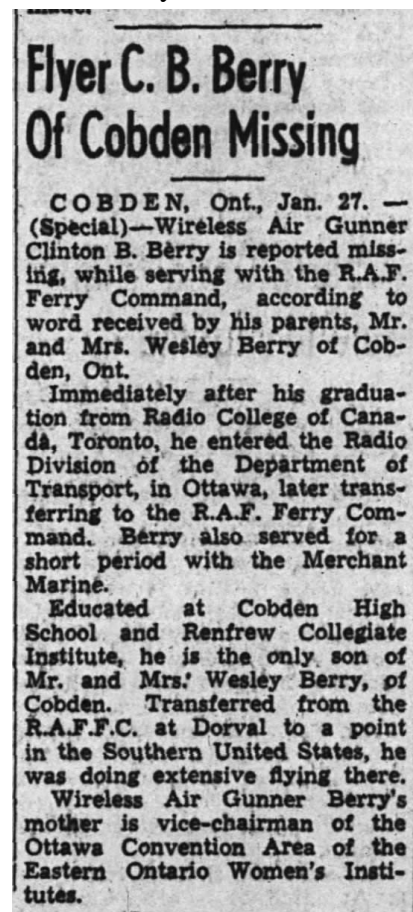 Flyer C. B. Berry
Of Cobden Missing
COBDEN, Ont., Jan. 27. —
(Special)—Wireless Air Gunner
Clinton B. Berry is reported miss-
ing, while serving with the R.A.F.
Ferry Command, according to
word received by his parents, Mr.
and Mrs. Wesley Berry of Cob-
den, Ont.
Immediately after his gradua-
tion from Radio College of Cana-
da, Toronto, he entered the Radio
Division of the Department of
Transport, in Ottawa, later trans-
ferring to the R.A.F. Ferry Com-
mand. Berry also served for a
short period with the Merchant
Marine.
Educated at Cobden High
School and Renfrew Collegiate
Institute, he is the only son of
Mr. and Mrs. Wesley Berry, of
Cobden. Transferred from the
R.A.F.F.C. at Dorval to a point
in the Southern United States, he
was doing extensive flying there.
Wireless Air Gunner Berry's
mother is vice-chairman of the
Ottawa Convention Area of the
Eastern Ontario Women's Insti-
tutes.